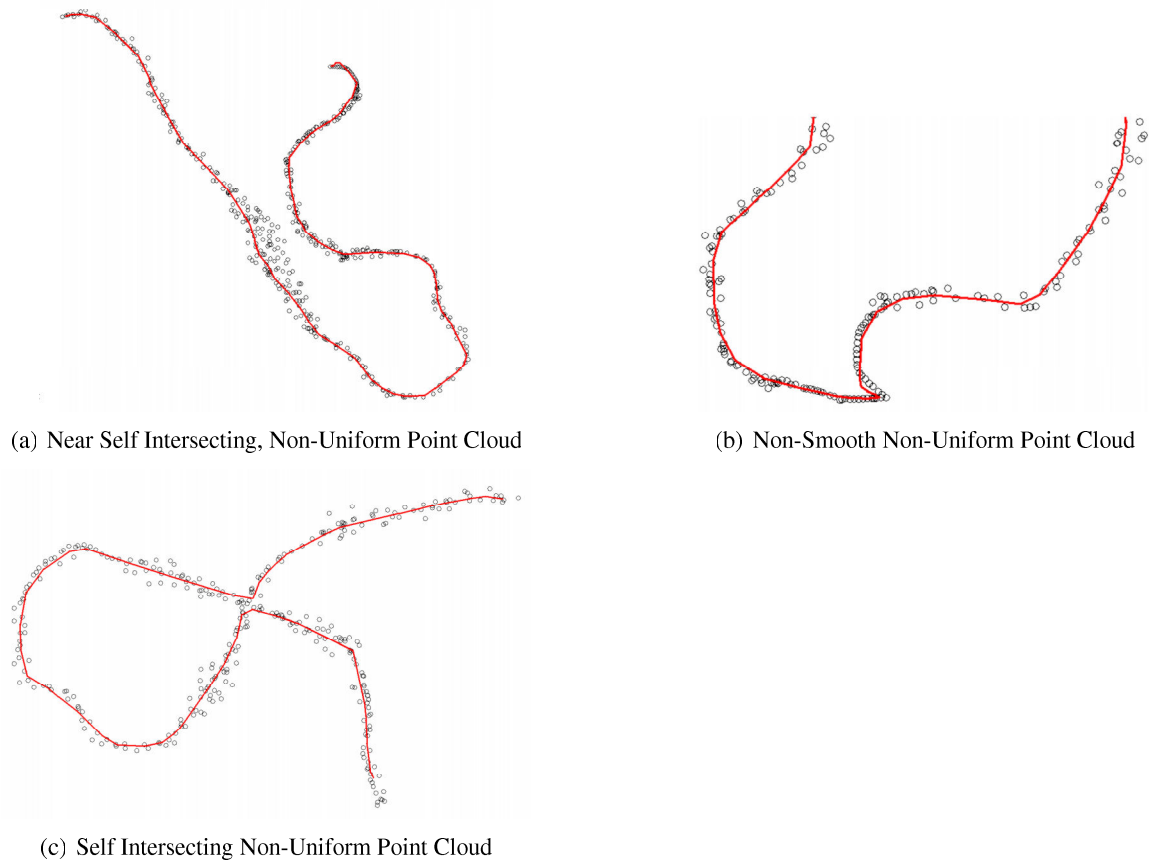 (a) Near Self Intersecting, Non-Uniform Point Cloud
(b) Non-Smooth Non-Uniform Point Cloud
(c) Self Intersecting Non-Uniform Point Cloud